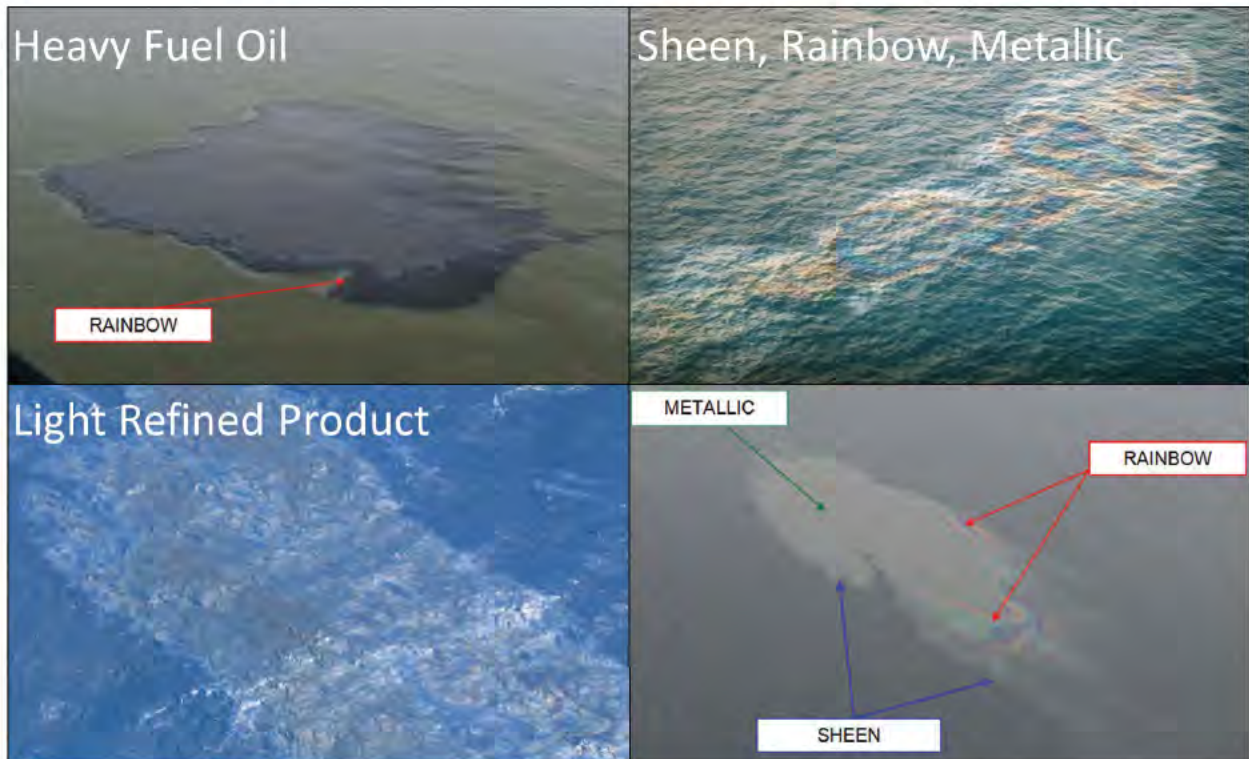 Heavy Fuel Oil
Sheen, Rainbow, Metallic
RAINBOW
Light Refined Product
METALLIC
RAINBOW
SHEEN